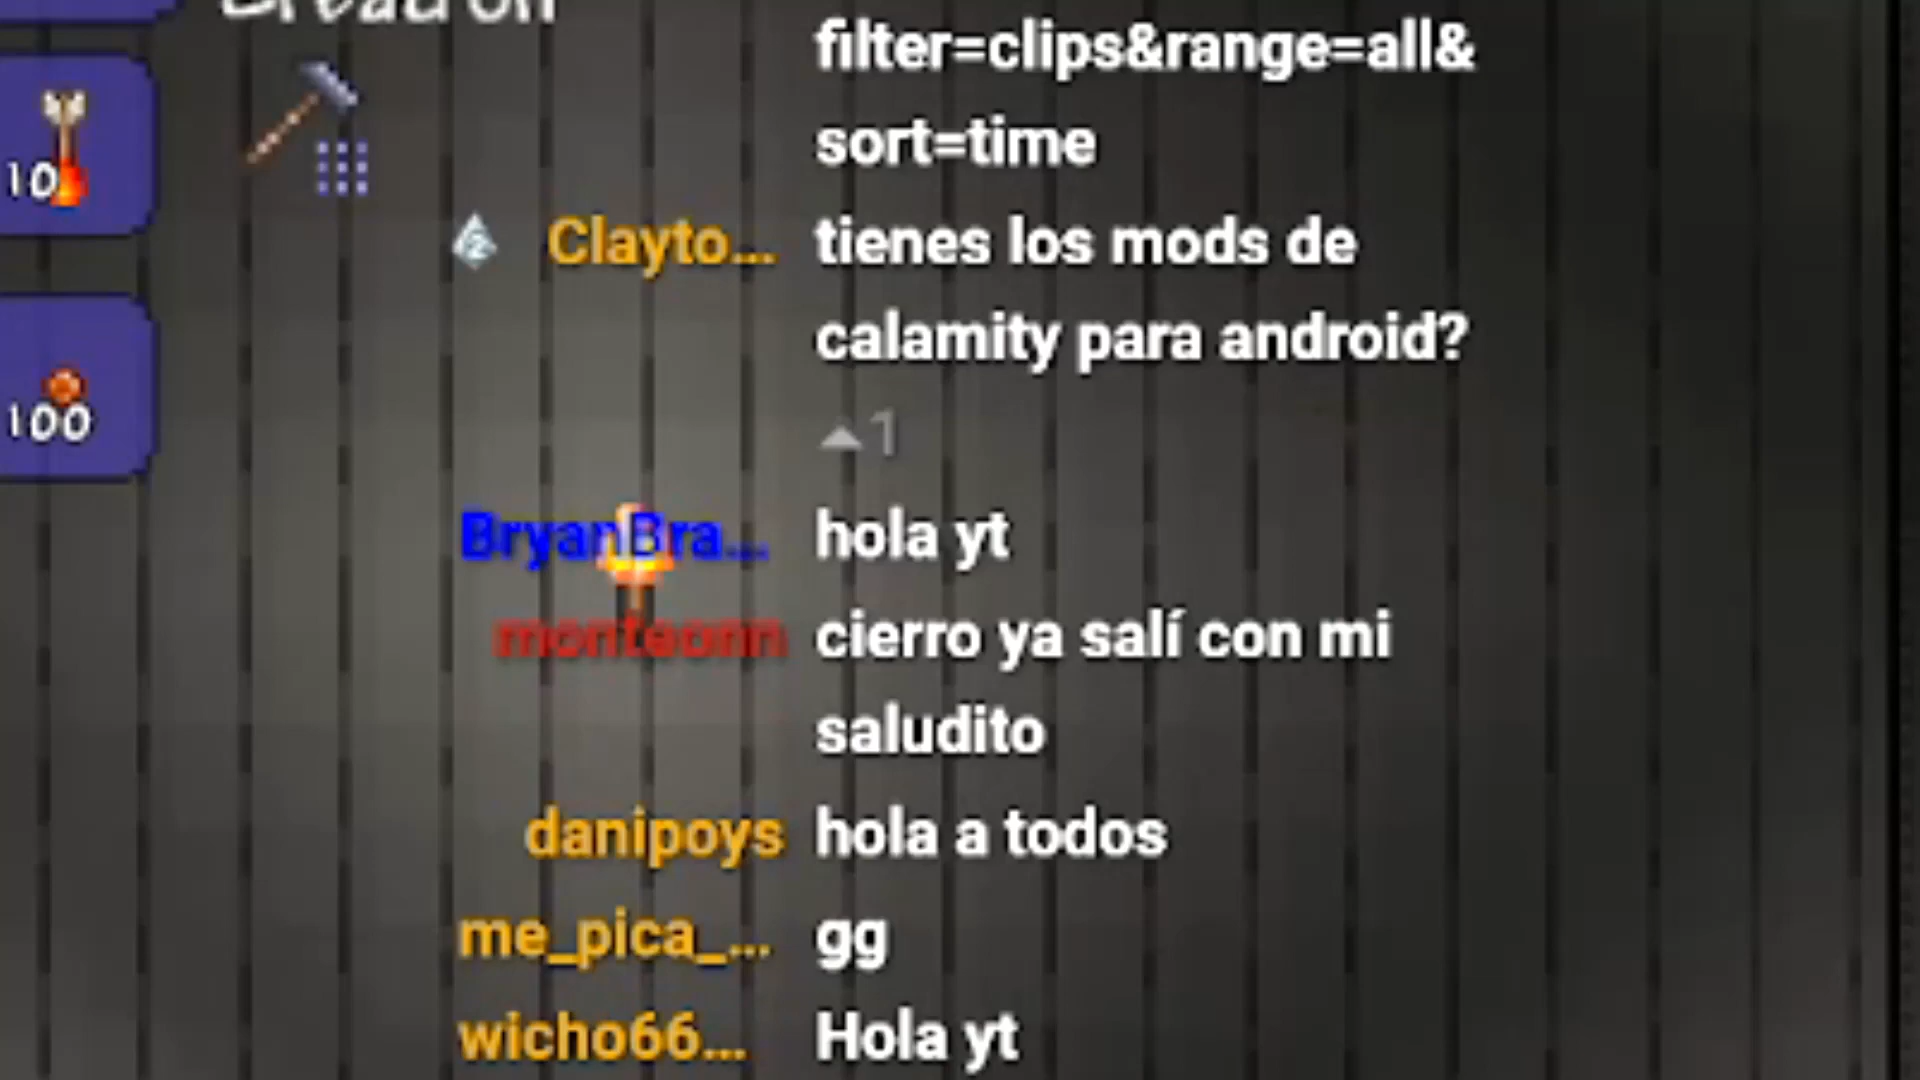 filter=clips&range=all&
sort=time
10
Clayto... tienes los mods de
calamity para android?
100
1
BryanBra... hola yt
monteonn cierro ya salí con mi
saludito
danipoys hola a todos
me_pica_... gg
wicho66... Hola yt